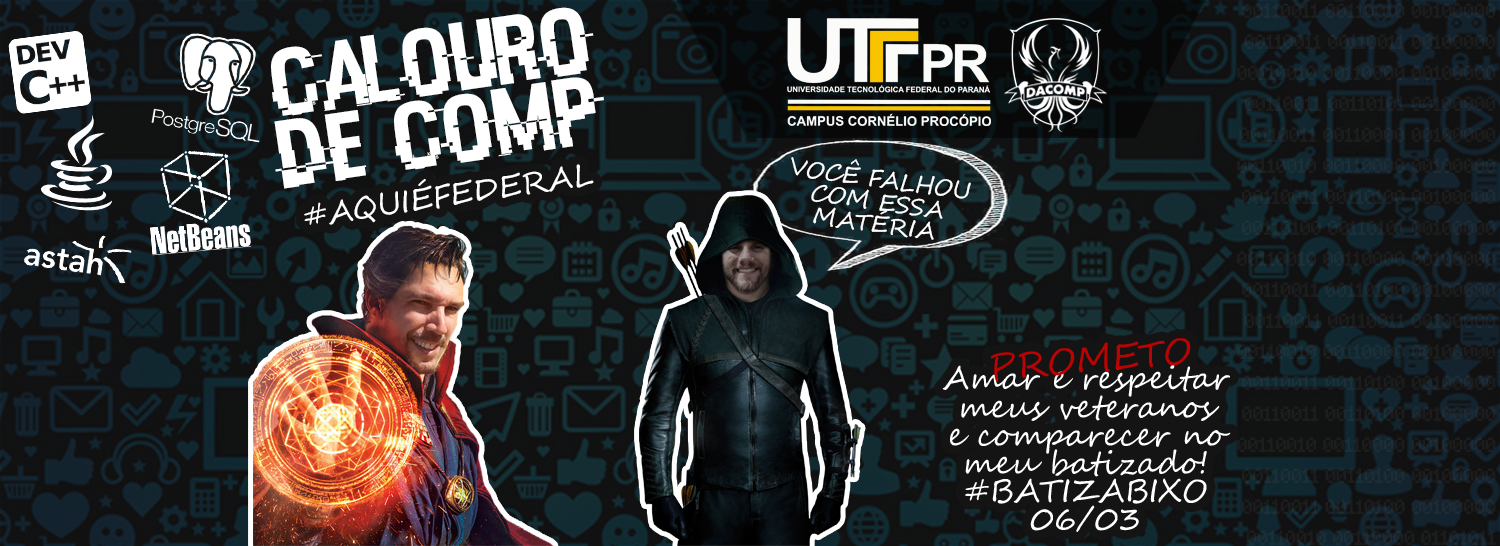 DEV
C++
PostgreSQL
NetBeans
astah
CALOURO
DE COMP
#AQUIÉFEDERAL
UTFPR
UNIVERSIDADE TECNOLÓGICA FEDERAL DO PARANÁ
CAMPUS CORNÉLIO PROCÓPIO
DACOMP
VOCÊ FALHOU
COM ESSA
MATÉRIA
PROMETO
Amar e respeitar
meus veteranos
e comparecer no
meu batizado!
#BATIZABIXO
06/03